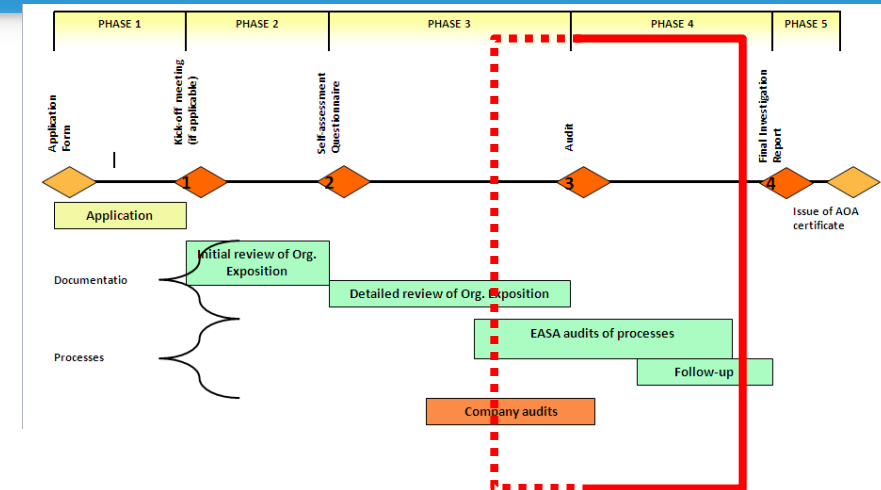 PHASE 1
PHASE 2
PHASE 3
PHASE 4
PHASE 5
Application
Form
Kick-off meeting
(if applicable)
Self-assessment
Questionnaire
Audit
Final Investigation
Report
1
2
3
4
Issue of AOA
certificate
Application
Initial review of Org.
Exposition
Documentatio
Detailed review of Org. Exposition
EASA audits of processes
Processes
Follow-up
Company audits